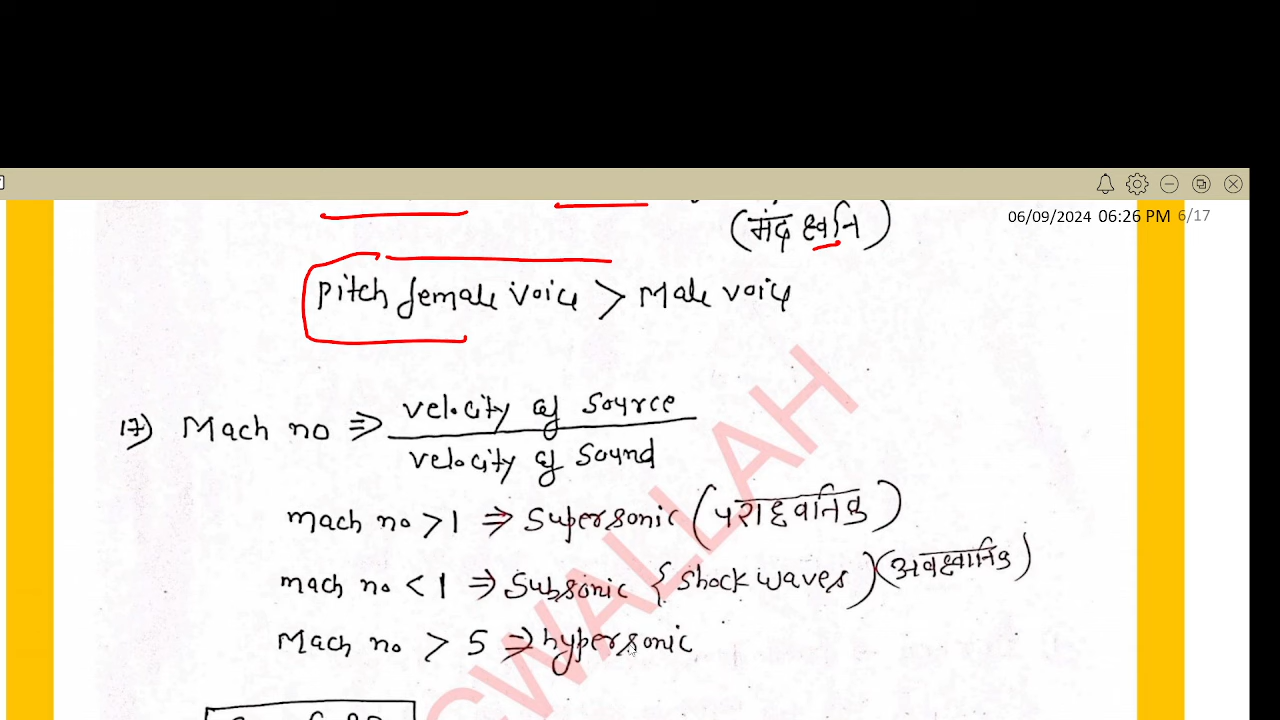 06/09/2024 06:26 PM 6/17
(मंद ध्वनि)
Pitch female voice > Male voice
17) Mach no ⇒ velocity of Source
velocity of Sound
mach no > 1 ⇒ Supersonic (पराध्वनिक)
mach no < 1 ⇒ Subsonic {shock waves) (अवध्वानिक)
Mach no > 5 ⇒ hypersonic
WALLAH